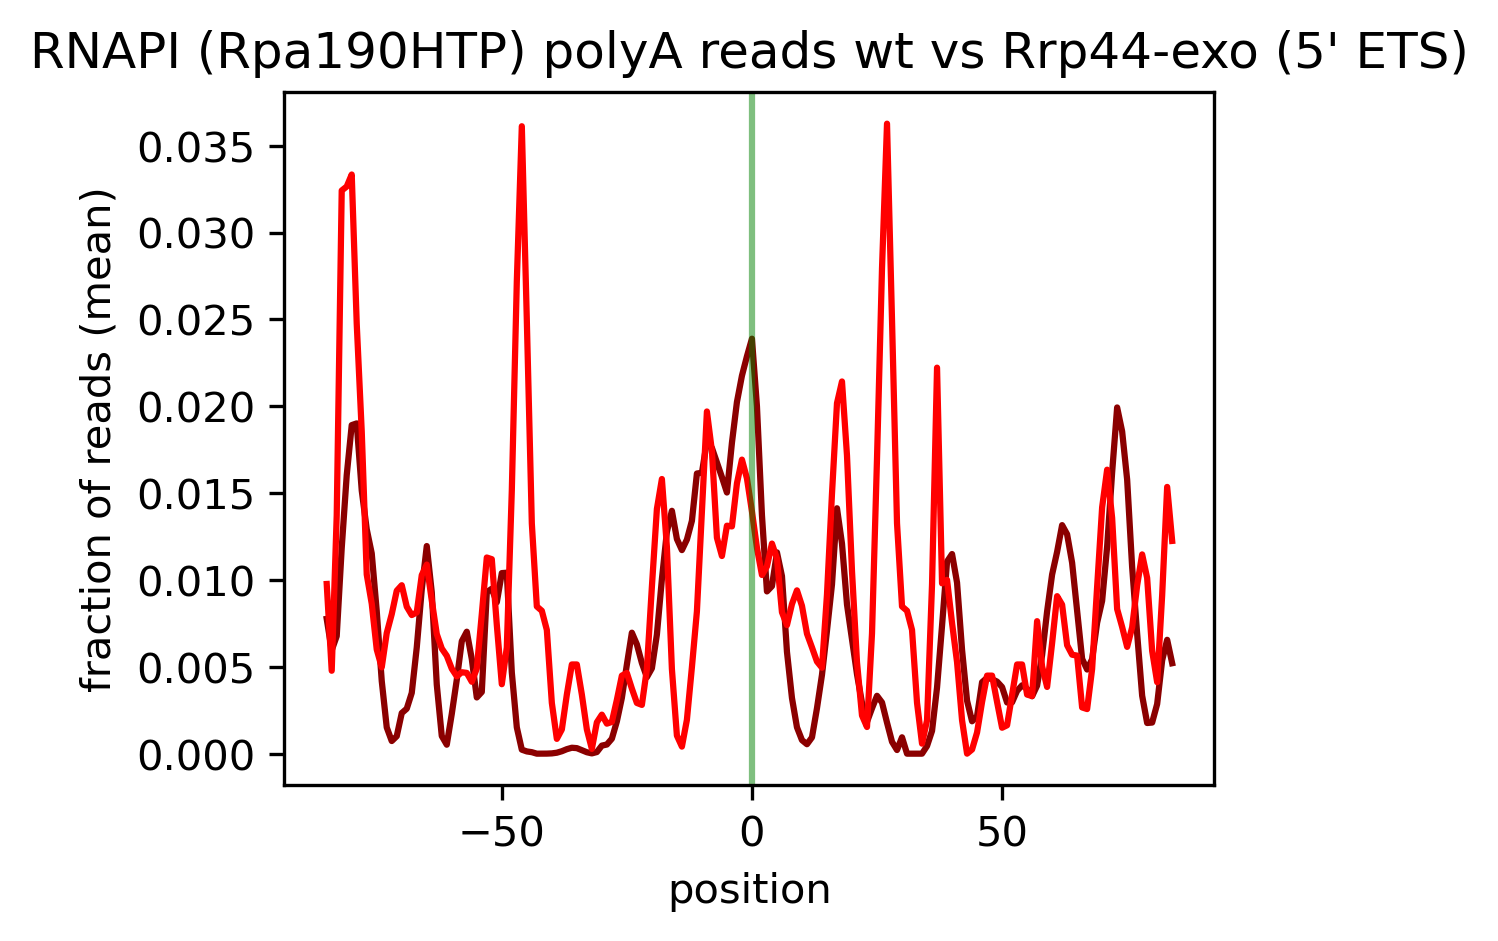 RNAPI (Rpa190HTP) polyA reads wt vs Rrp44-exo (5' ETS)
fraction of reads (mean)
0.035
0.030
0.025
0.020
0.015
0.010
0.005
0.000
−50 0 50
position